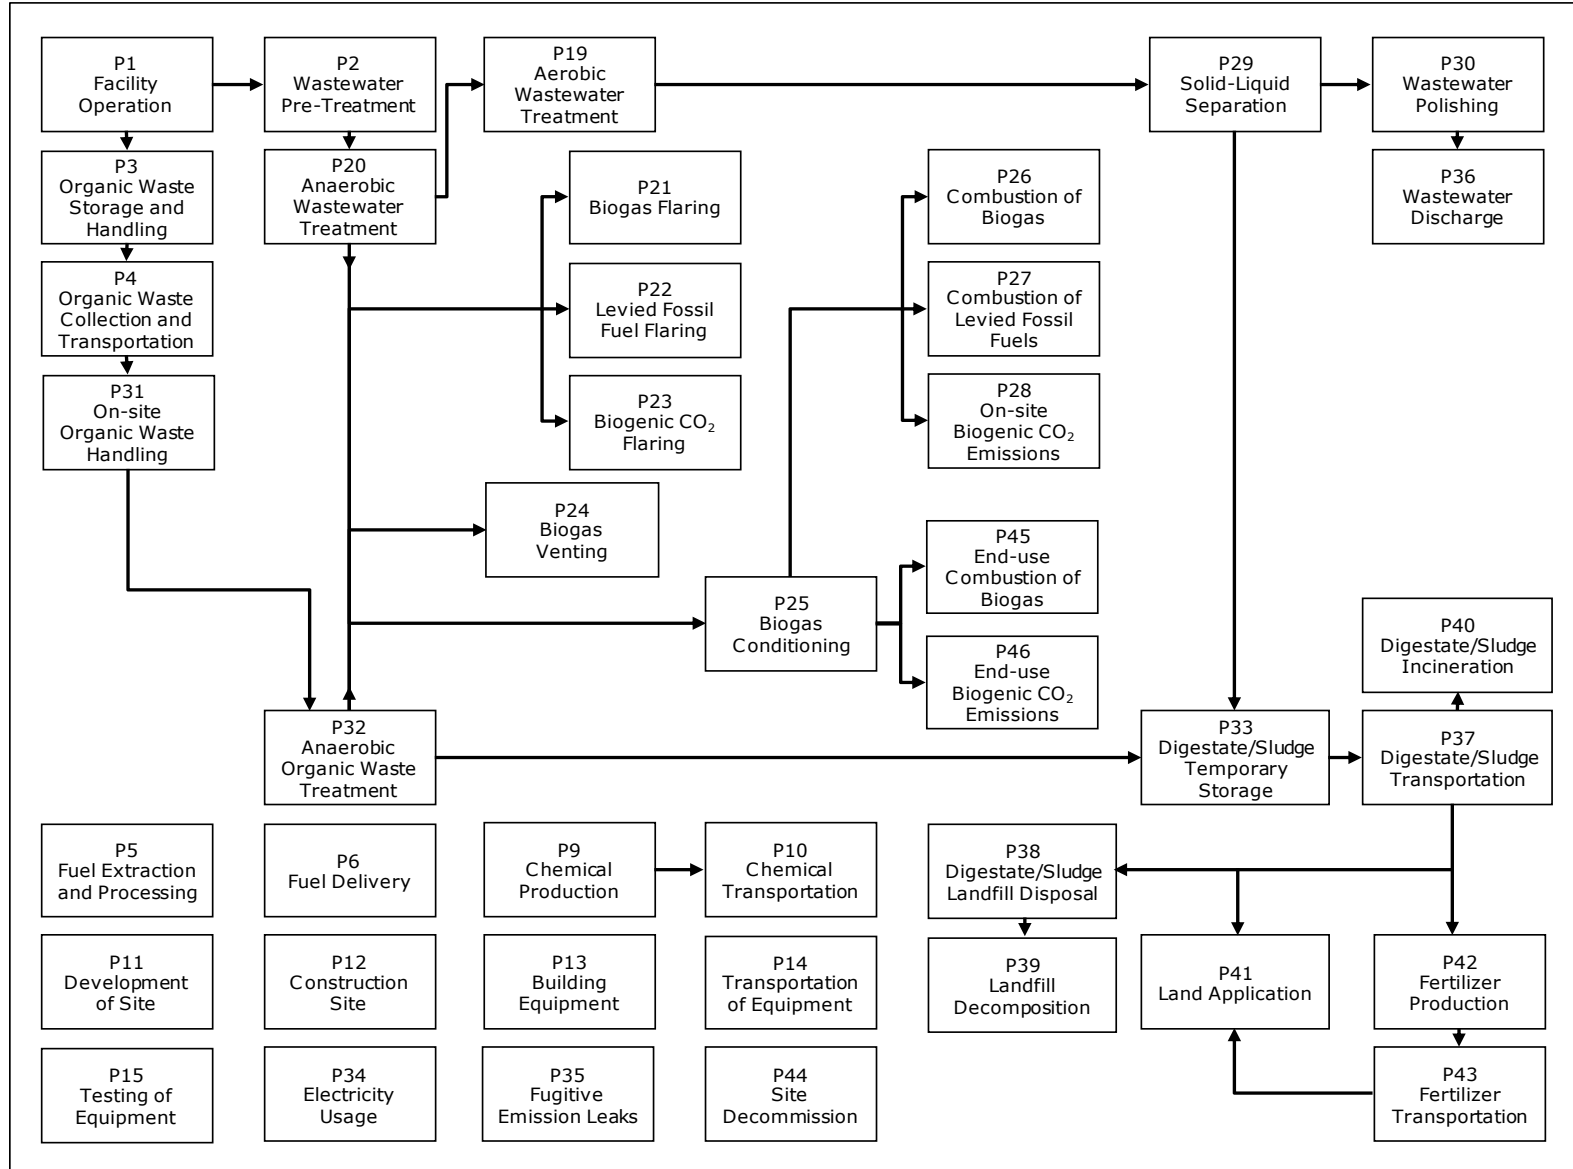 P1
Facility
Operation
P2
Wastewater
Pre-Treatment
P19
Aerobic
Wastewater
Treatment
P29
Solid-Liquid
Separation
P30
Wastewater
Polishing
P3
Organic Waste
Storage and
Handling
P20
Anaerobic
Wastewater
Treatment
P21
Biogas Flaring
P26
Combustion of
Biogas
P36
Wastewater
Discharge
P4
Organic Waste
Collection and
Transportation
P22
Levied Fossil
Fuel Flaring
P27
Combustion of
Levied Fossil
Fuels
P31
On-site
Organic Waste
Handling
P23
Biogenic CO₂
Flaring
P28
On-site
Biogenic CO₂
Emissions
P24
Biogas
Venting
P45
End-use
Combustion of
Biogas
P25
Biogas
Conditioning
P46
End-use
Biogenic CO₂
Emissions
P40
Digestate/Sludge
Incineration
P32
Anaerobic
Organic Waste
Treatment
P33
Digestate/Sludge
Temporary
Storage
P37
Digestate/Sludge
Transportation
P5
Fuel Extraction
and Processing
P6
Fuel Delivery
P9
Chemical
Production
P10
Chemical
Transportation
P38
Digestate/Sludge
Landfill Disposal
P11
Development
of Site
P12
Construction
Site
P13
Building
Equipment
P14
Transportation
of Equipment
P39
Landfill
Decomposition
P41
Land Application
P42
Fertilizer
Production
P15
Testing of
Equipment
P34
Electricity
Usage
P35
Fugitive
Emission Leaks
P44
Site
Decommission
P43
Fertilizer
Transportation